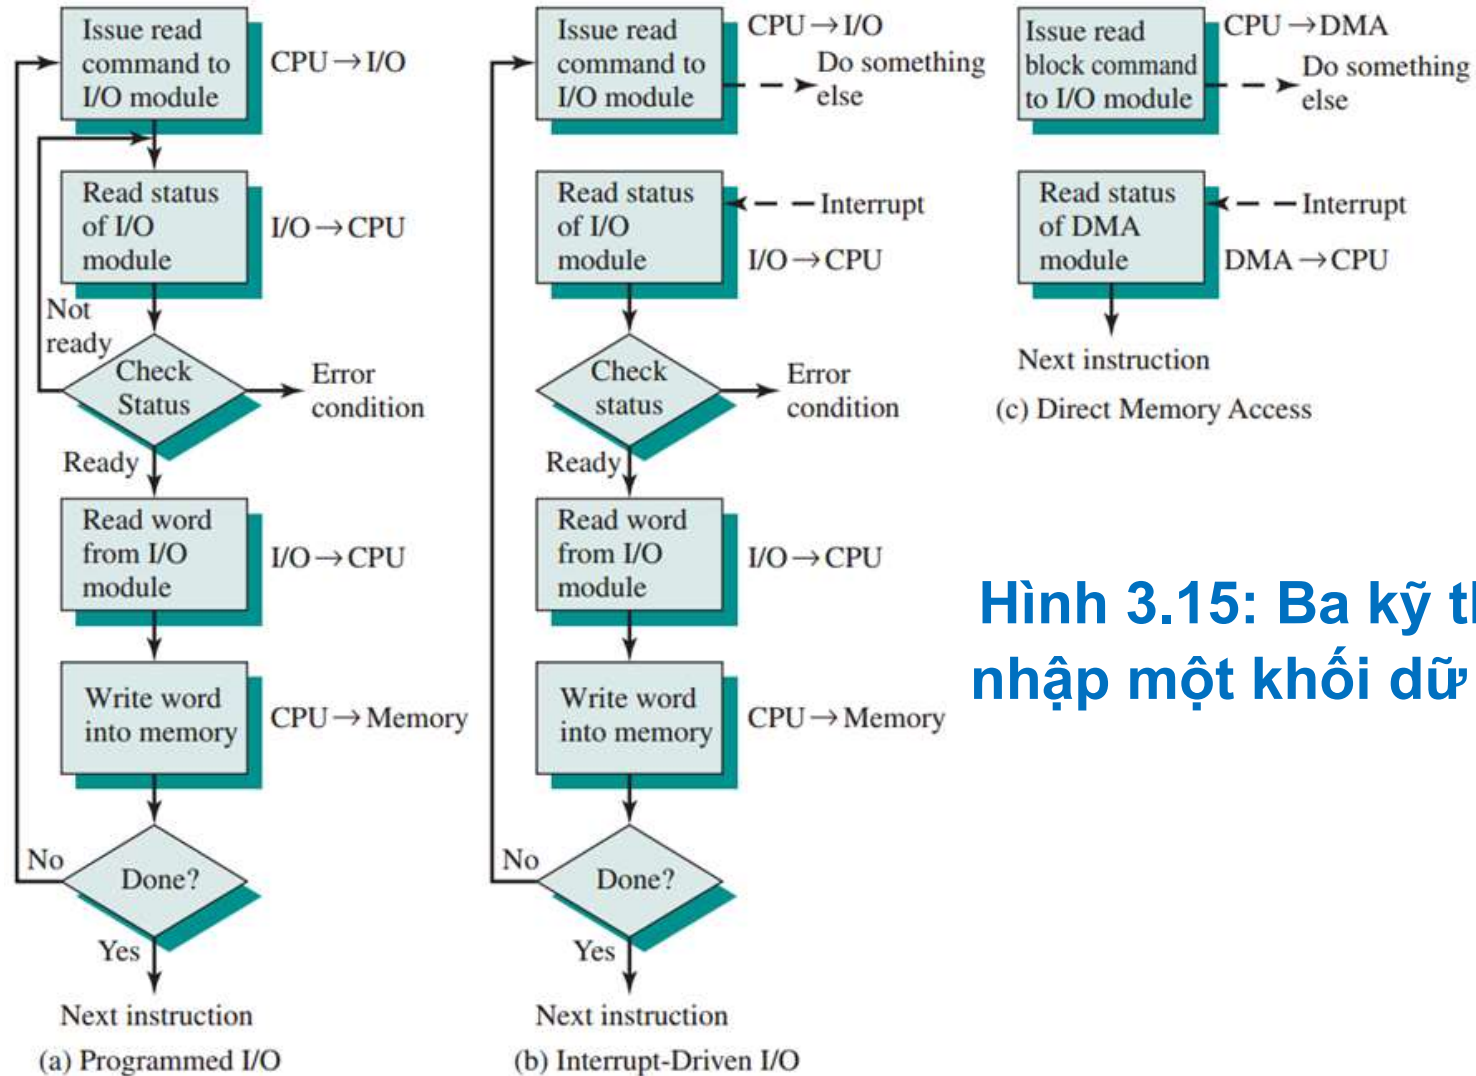 Issue read
command to
I/O module
CPU→I/O
Read status
of I/O
module
I/O→CPU
Not
ready
Check
Status
Error
condition
Ready
Read word
from I/O
module
I/O→CPU
Write word
into memory
CPU→Memory
No
Done?
Yes
Next instruction
(a) Programmed I/O
Issue read
command to
I/O module
CPU→I/O
Do something
else
Read status
of I/O
module
Interrupt
I/O→CPU
Check
status
Error
condition
Ready
Read word
from I/O
module
I/O→CPU
Write word
into memory
CPU→Memory
No
Done?
Yes
Next instruction
(b) Interrupt-Driven I/O
Issue read
block command
to I/O module
CPU→DMA
Do something
else
Read status
of DMA
module
Interrupt
DMA→CPU
Next instruction
(c) Direct Memory Access
Hình 3.15: Ba kỹ
nhập một khối dữ